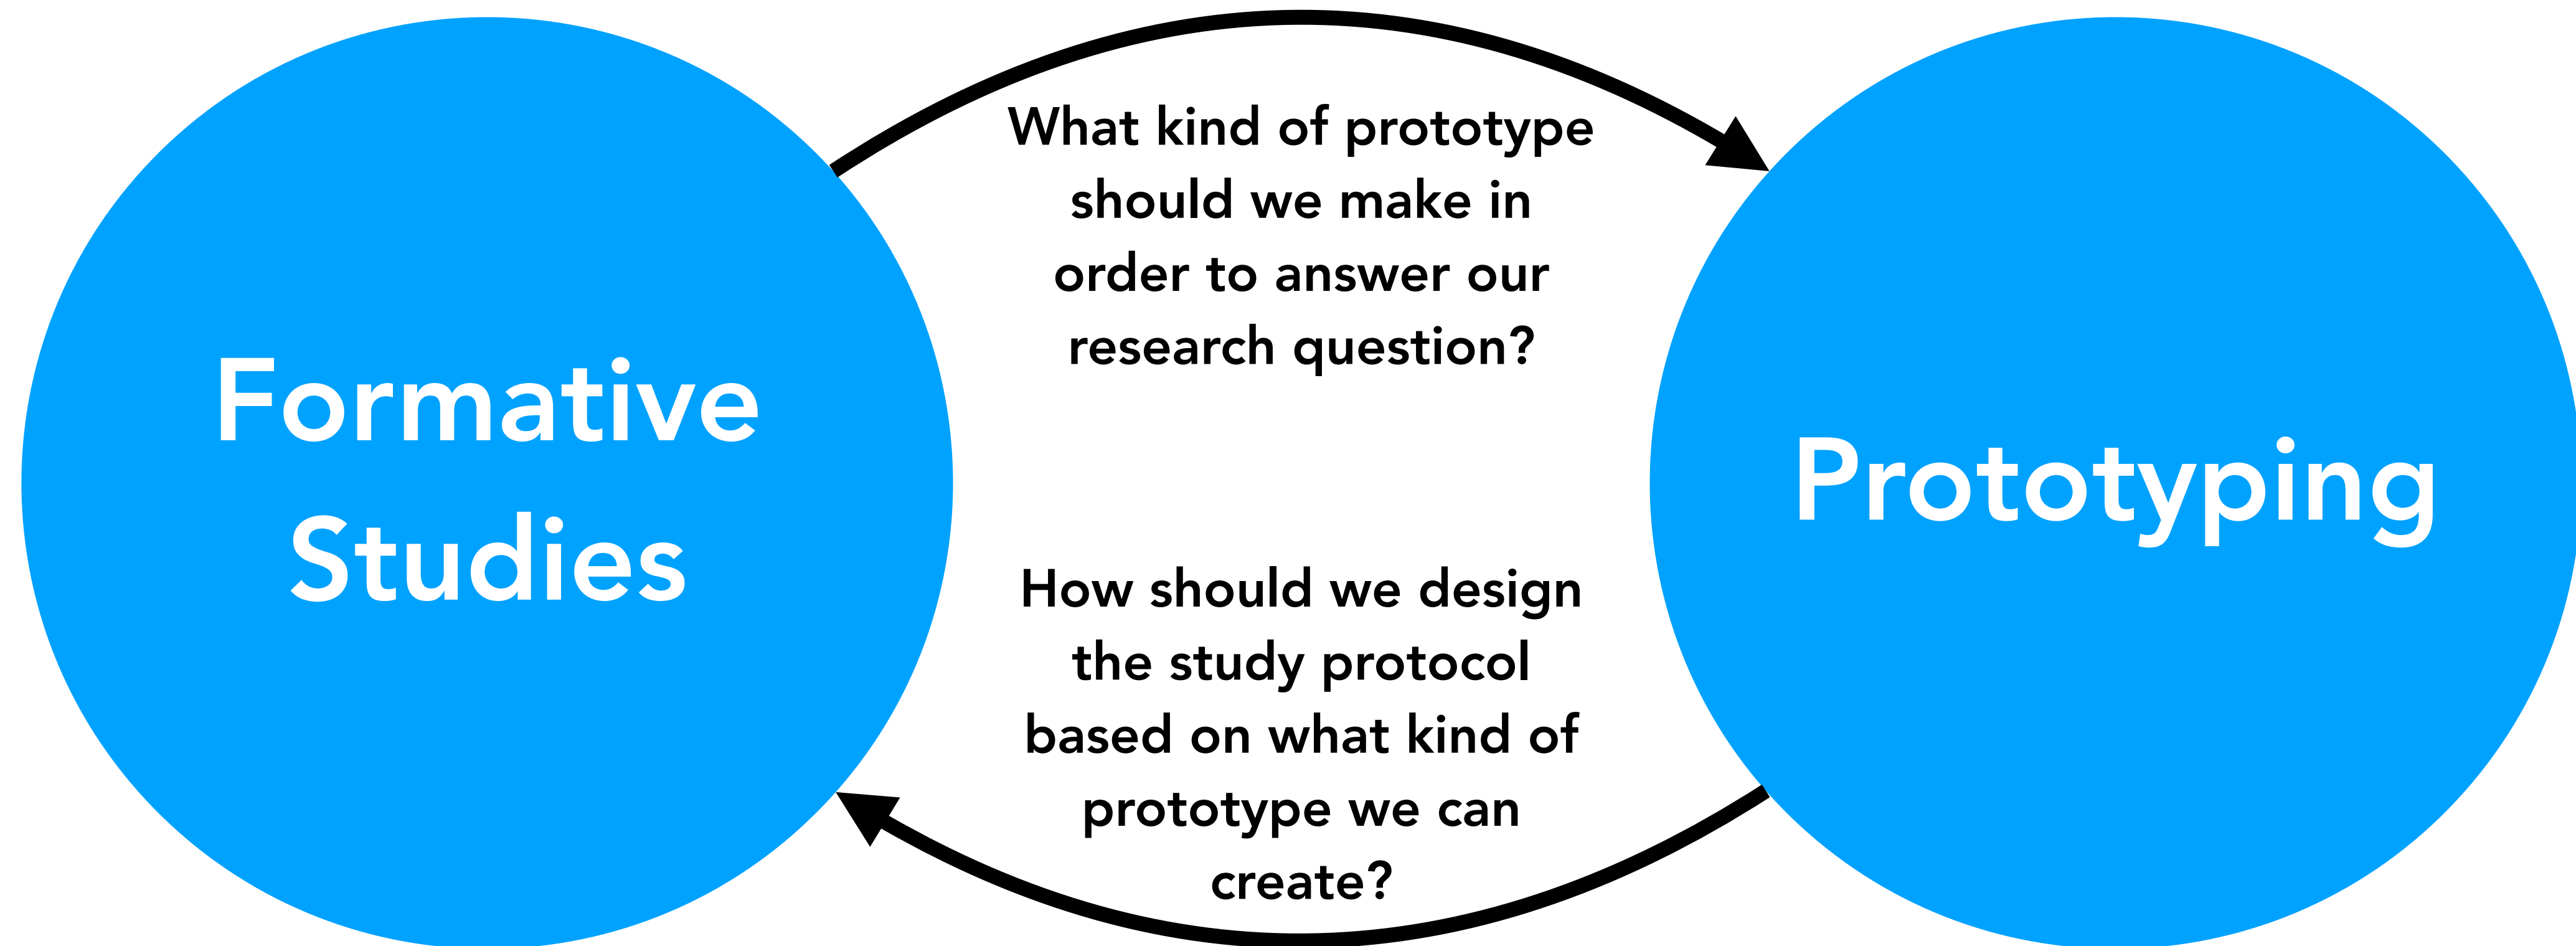 Formative
Studies
What kind of prototype
should we make in
order to answer our
research question?
How should we design
the study protocol
based on what kind of
prototype we can
create?
Prototyping